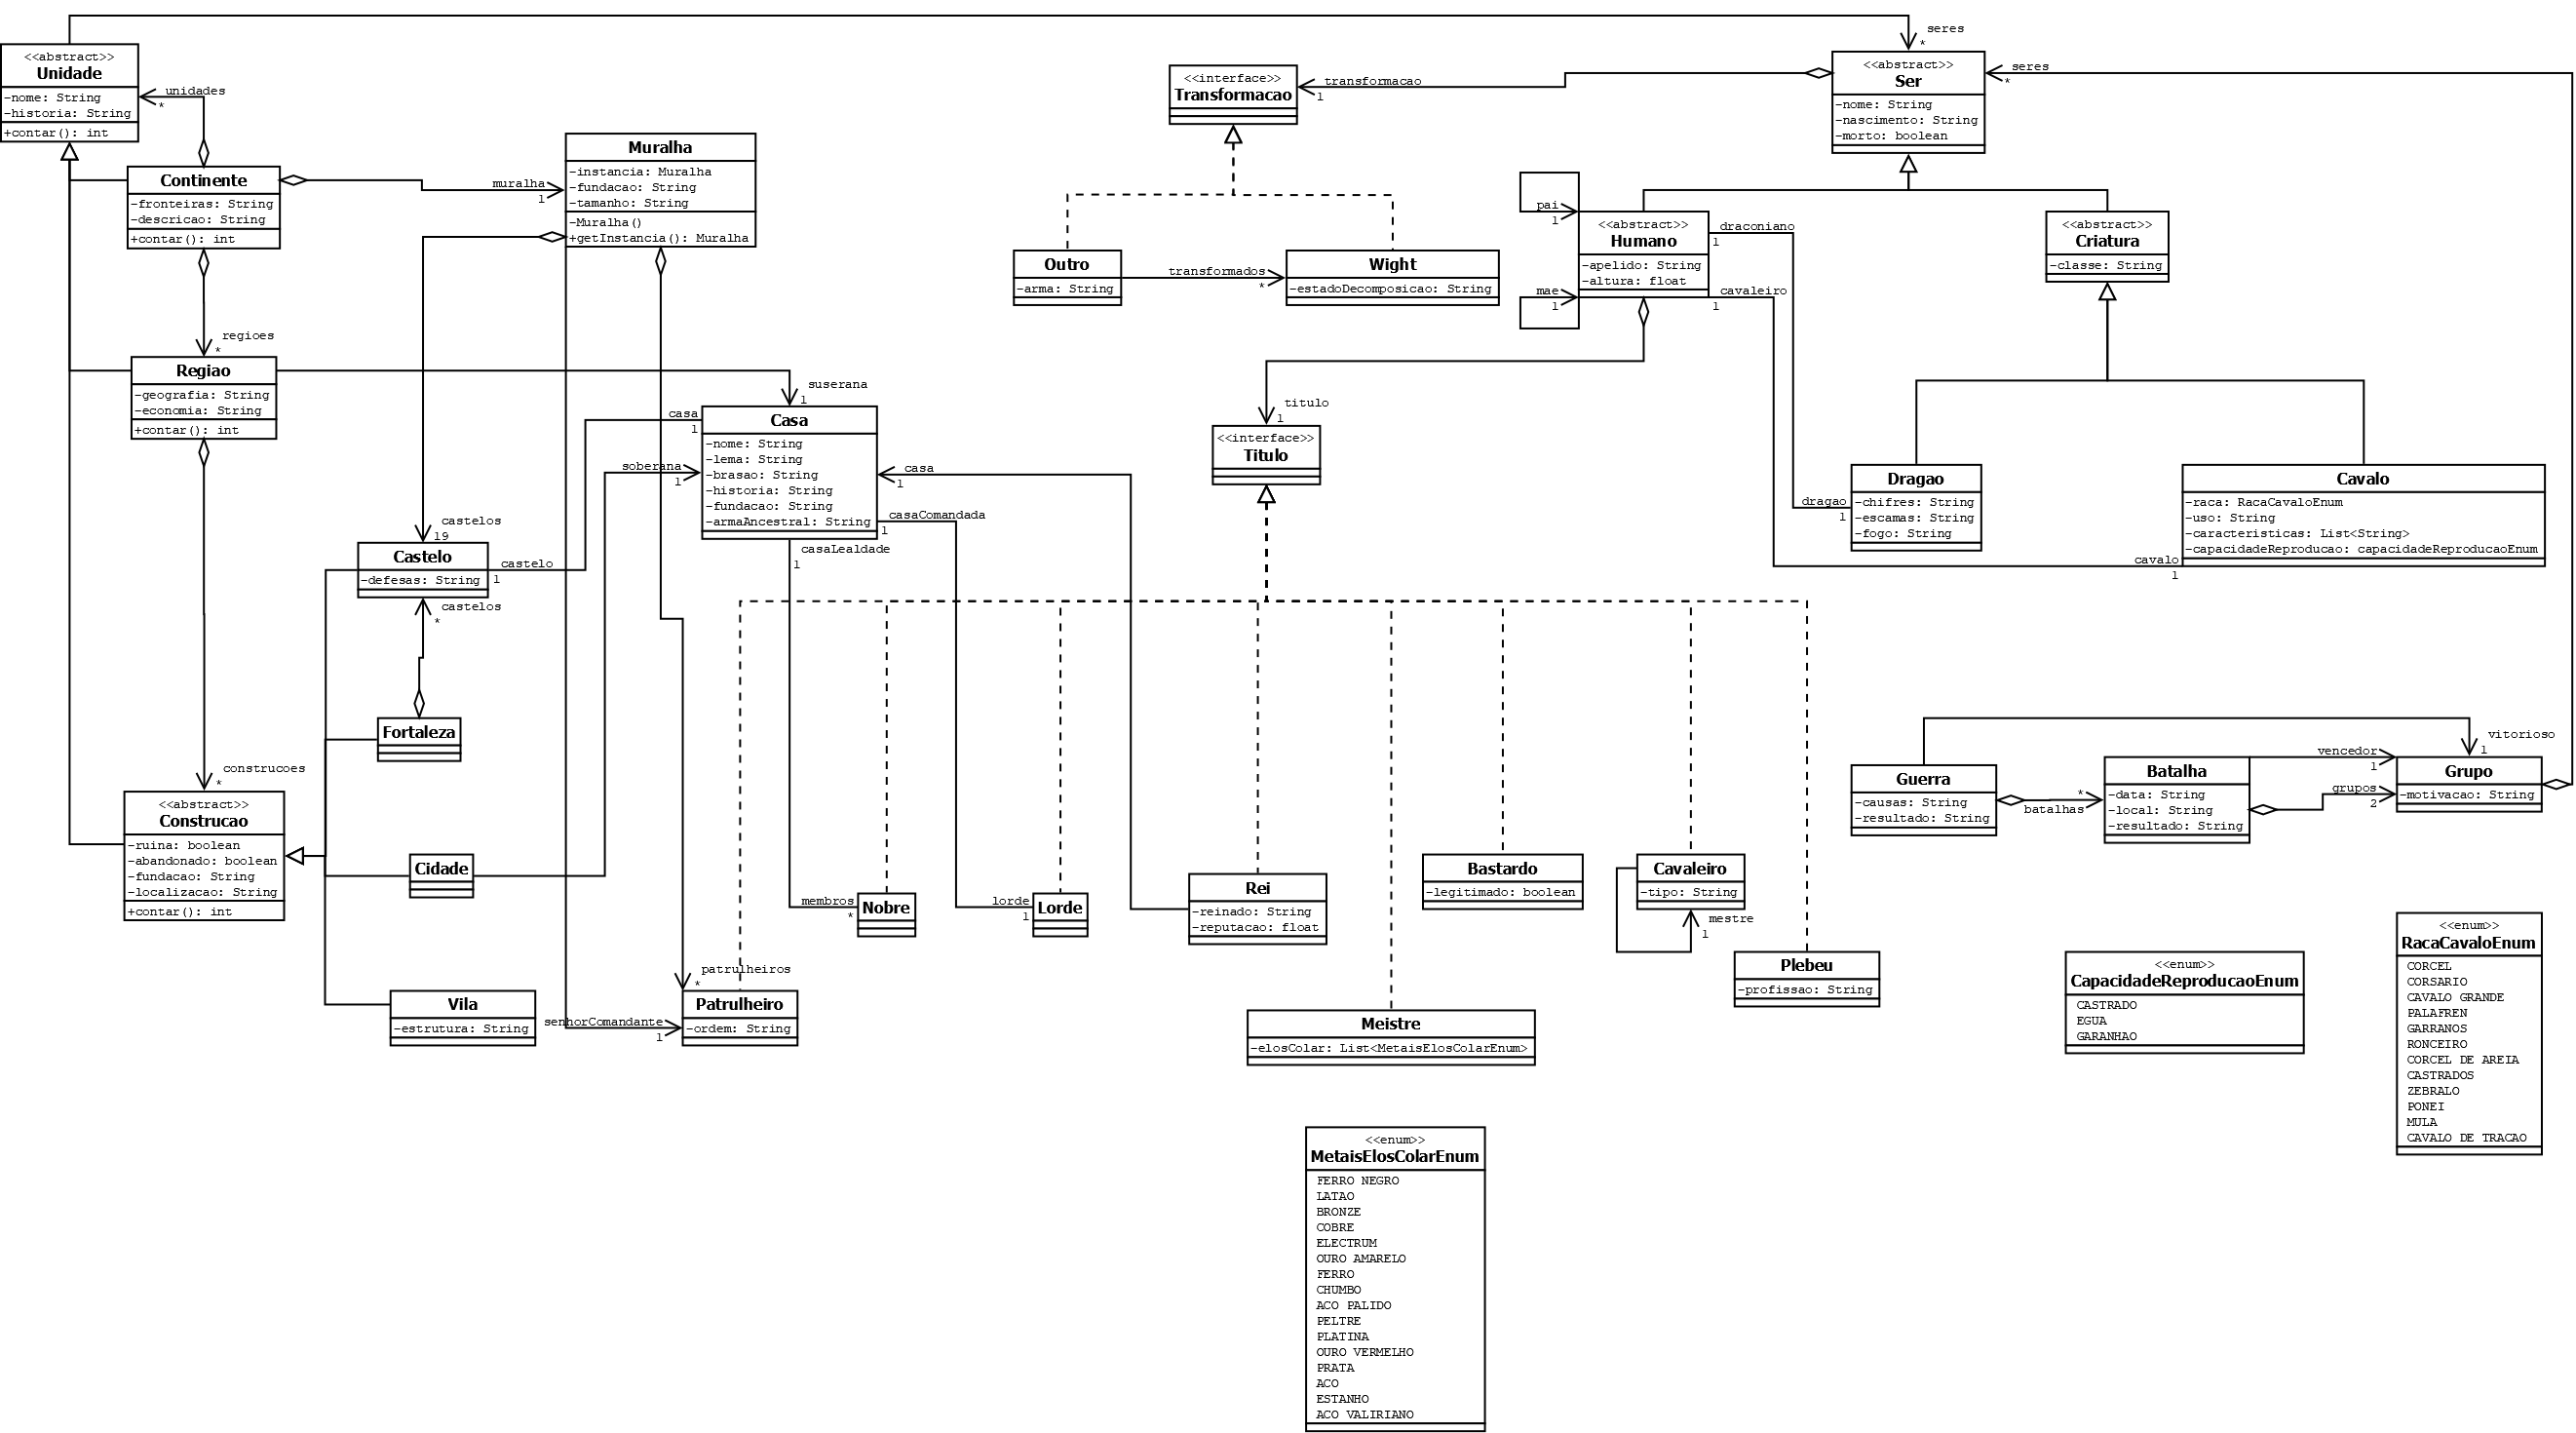 seres
*
<<abstract>>
Unidade
-nome: String
-historia: String
+contar(): int
unidades
*
Continente
-fronteiras: String
-descricao: String
+contar(): int
muralha
1
Muralha
-instancia: Muralha
-fundacao: String
-tamanho: String
-Muralha()
+getInstancia(): Muralha
<<interface>>
Transformacao
transformacao
1
<<abstract>>
Ser
-nome: String
-nascimento: String
-morto: boolean
seres
*
Outro
-arma: String
transformados
*
Wight
-estadoDecomposicao: String
pai
1
mae
1
<<abstract>>
Humano
-apelido: String
-altura: float
draconiano
1
cavaleiro
1
<<abstract>>
Criatura
-classe: String
regioes
*
Regiao
-geografia: String
-economia: String
+contar(): int
suserana
1
casa
1
soberana
1
Casa
-nome: String
-lema: String
-brasao: String
-historia: String
-fundacao: String
-armaAncestral: String
casa
1
casaComandada
1
casaLealdade
1
titulo
1
<<interface>>
Titulo
dragao
1
Dragao
-chifres: String
-escamas: String
-fogo: String
Cavalo
-raca: RacaCavaloEnum
-uso: String
-caracteristicas: List<String>
-capacidadeReproducao: capacidadeReproducaoEnum
cavalo
1
castelos
19
Castelo
-defesas: String
castelo
1
castelos
*
Fortaleza
construcoes
*
<<abstract>>
Construcao
-ruina: boolean
-abandonado: boolean
-fundacao: String
-localizacao: String
+contar(): int
Cidade
Vila
-estrutura: String
senhorComandante
1
patrulheiros
*
Patrulheiro
-ordem: String
membros
*
Nobre
lorde
1
Lorde
Rei
-reinado: String
-reputacao: float
Meistre
-elosColar: List<MetaisElosColarEnum>
Bastardo
-legitimado: boolean
Cavaleiro
-tipo: String
mestre
1
Plebeu
-profissao: String
Guerra
-causas: String
-resultado: String
*
batalhas
Batalha
-data: String
-local: String
-resultado: String
vencedor
1
grupos
2
vitorioso
1
Grupo
-motivacao: String
<<enum>>
CapacidadeReproducaoEnum
CASTRADO
EGUA
GARANHAO
<<enum>>
RacaCavaloEnum
CORCEL
CORSARIO
CAVALO GRANDE
PALAFREN
GARRANOS
RONCEIRO
CORCEL DE AREIA
CASTRADOS
ZEBRALO
PONEI
MULA
CAVALO DE TRACAO
<<enum>>
MetaisElosColarEnum
FERRO NEGRO
LATAO
BRONZE
COBRE
ELECTRUM
OURO AMARELO
FERRO
CHUMBO
ACO PALIDO
PELTRE
PLATINA
OURO VERMELHO
PRATA
ACO
ESTANHO
ACO VALIRIANO